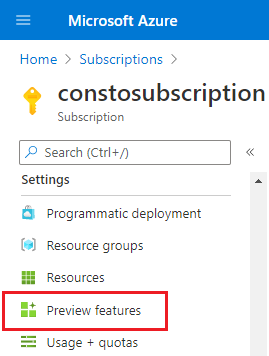 Microsoft Azure
Home > Subscriptions >
constosubscription
Subscription
Search (Ctrl+/)
«
Settings
Programmatic deployment
Resource groups
Resources
Preview features
Usage + quotas